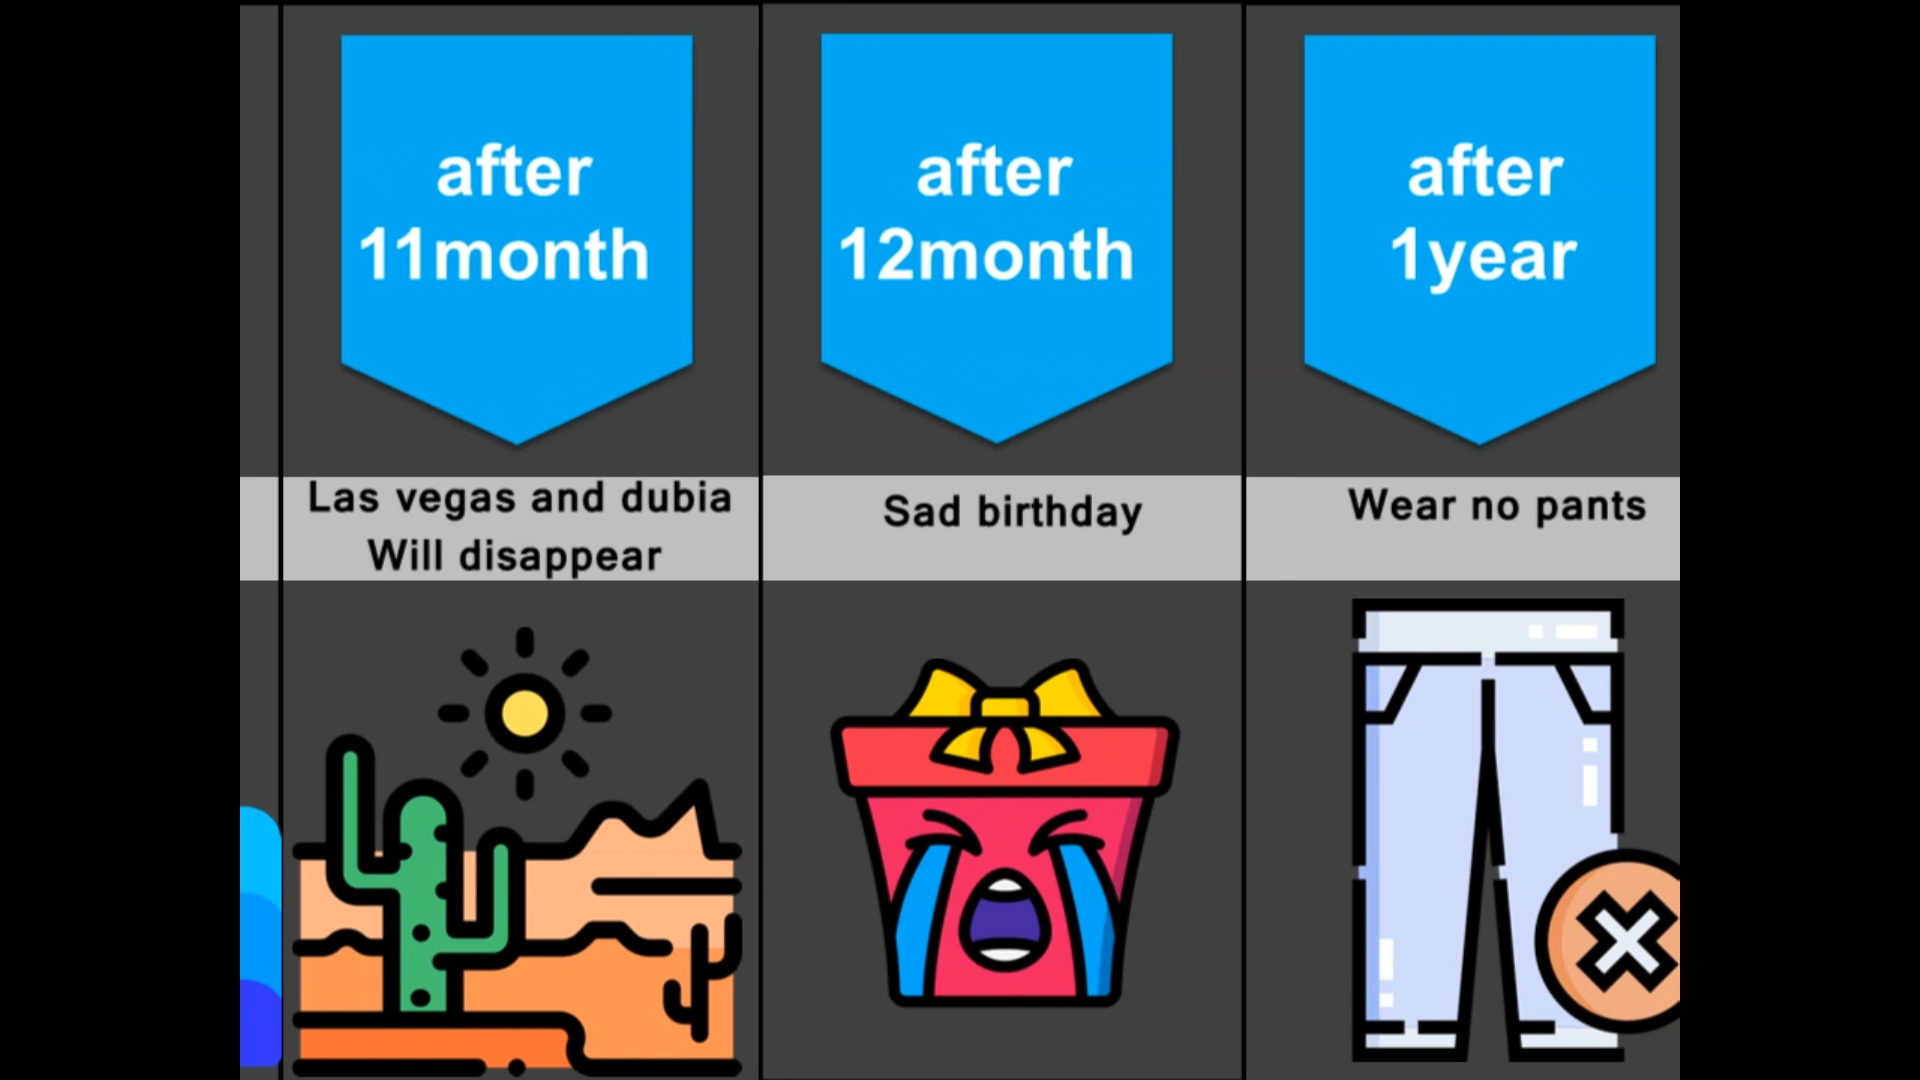 after
11month
after
12month
after
1year
Las vegas and dubia
Will disappear
Sad birthday
Wear no pants